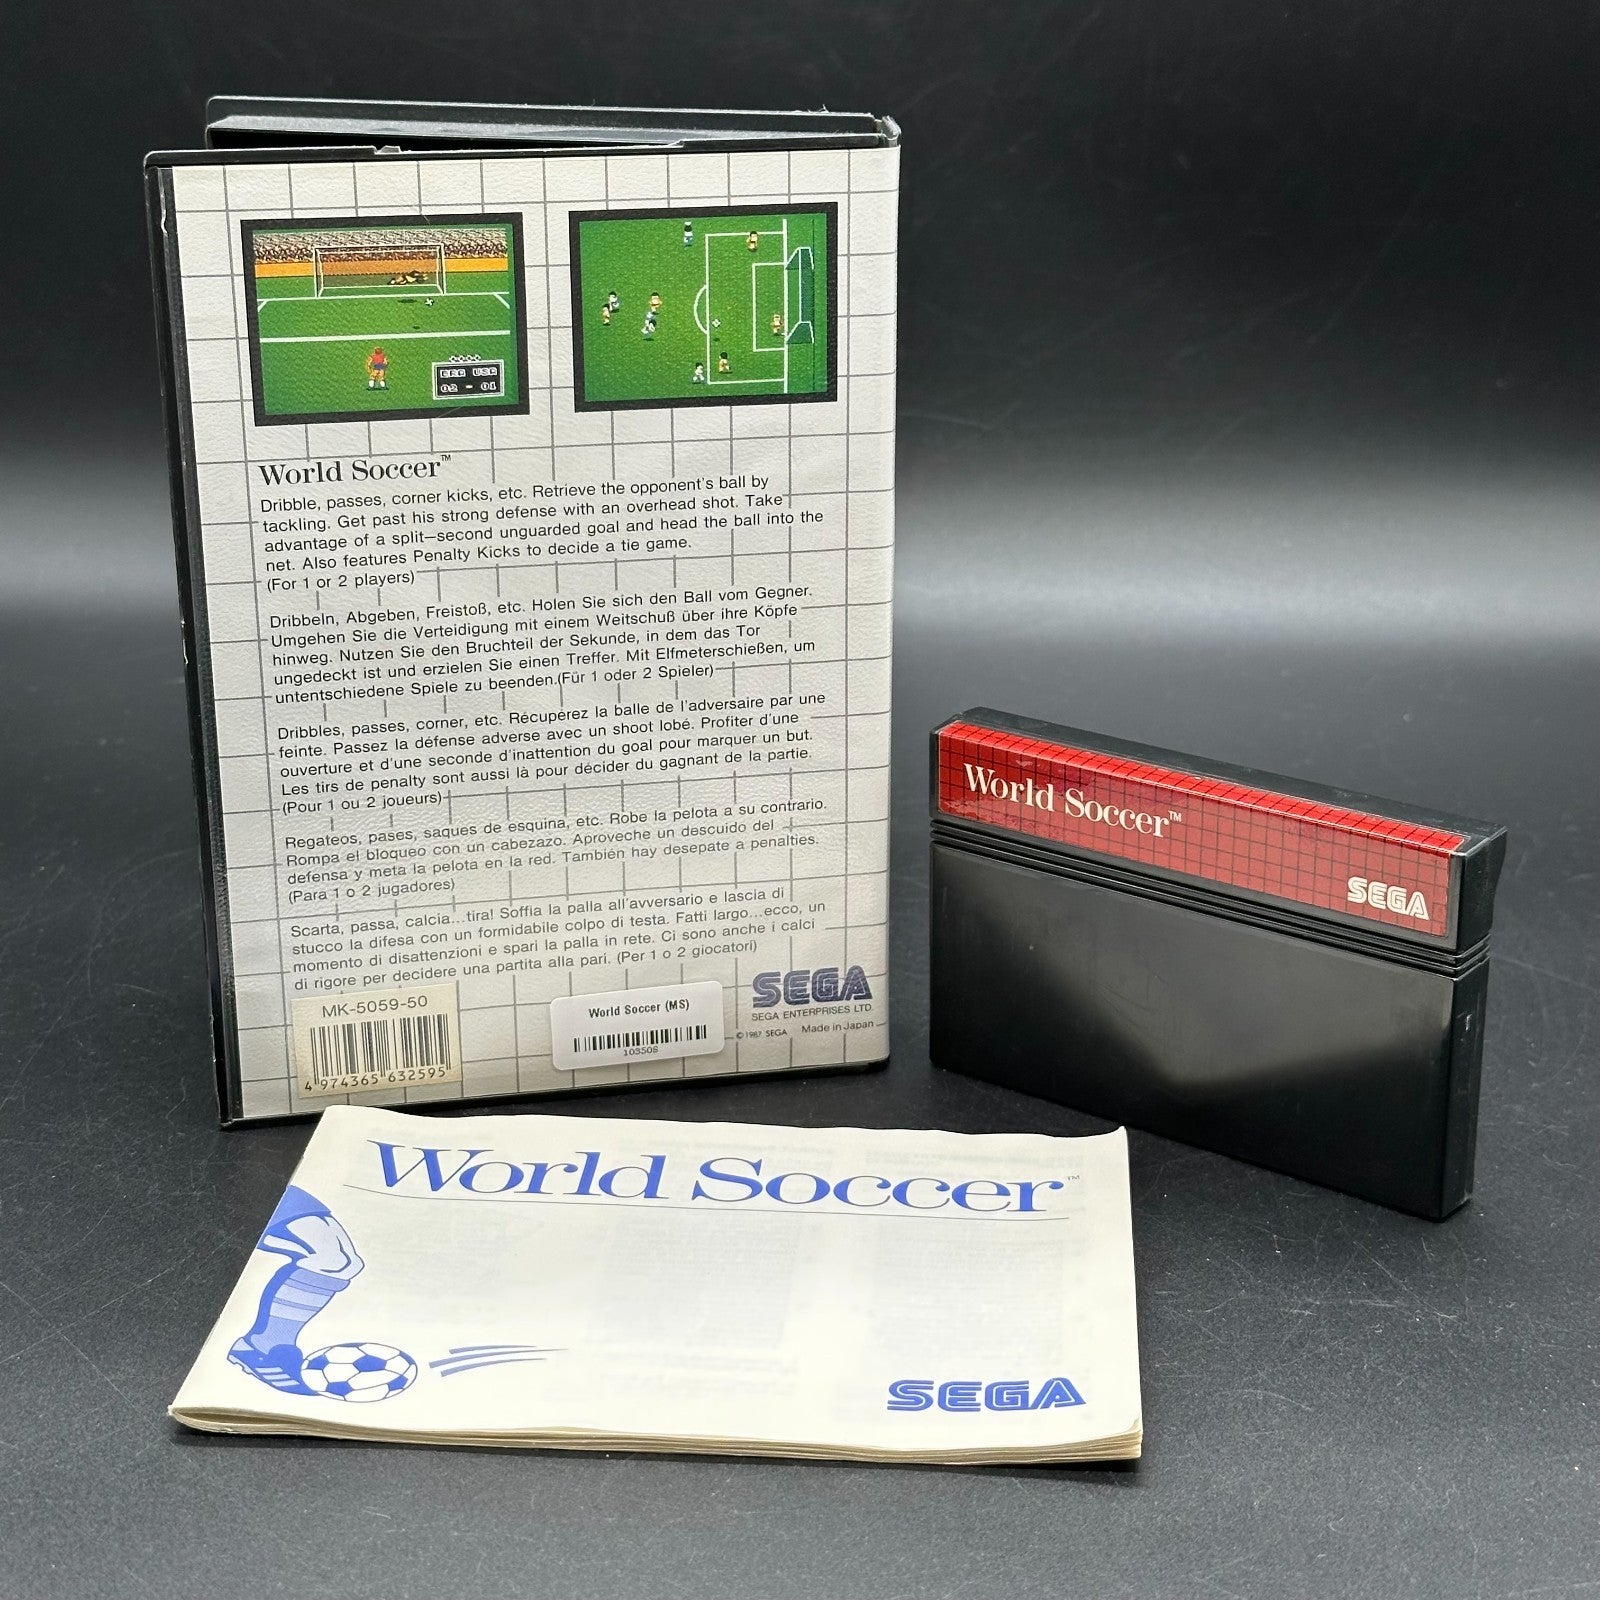 ERG USA
02 - 01
World Soccer™
Dribble, passes, corner kicks, etc. Retrieve the opponent's ball by
tackling. Get past his strong defense with an overhead shot. Take
advantage of a split—second unguarded goal and head the ball into the
net. Also features Penalty Kicks to decide a tie game.
(For 1 or 2 players)
Dribbeln, Abgeben, Freistoß, etc. Holen Sie sich den Ball vom Gegner.
Umgehen Sie die Verteidigung mit einem Weitschuß über ihre Köpfe
hinweg. Nutzen Sie den Bruchteil der Sekunde, in dem das Tor
ungedeckt ist und erzielen Sie einen Treffer. Mit Elfmeterschießen, um
untentschiedene Spiele zu beenden.(Für 1 oder 2 Spieler)
Dribbles, passes, corner, etc. Récupérez la balle de l'adversaire par une
feinte. Passez la défense adverse avec un shoot lobé. Profiter d'une
ouverture et d'une seconde d'inattention du goal pour marquer un but.
Les tirs de penalty sont aussi là pour décider du gagnant de la partie.
(Pour 1 ou 2 joueurs)
Regateos, pases, saques de esquina, etc. Robe la pelota a su contrario.
Rompa el bloqueo con un cabezazo. Aproveche un descuido del
defensa y meta la pelota en la red. También hay desepate a penalties.
(Para 1 o 2 jugadores)
Scarta, passa, calcia...tira! Soffia la palla all'avversario e lascia di
stucco la difesa con un formidabile colpo di testa. Fatti largo...ecco, un
momento di disattenzioni e spari la palla in rete. Ci sono anche i calci
di rigore per decidere una partita alla pari. (Per 1 o 2 giocatori)
MK-5059-50
4 974365 632595
World Soccer (MS)
103508
SEGA
SEGA ENTERPRISES LTD.
©1987 SEGA Made in Japan
World Soccer™
SEGA
World Soccer™
SEGA